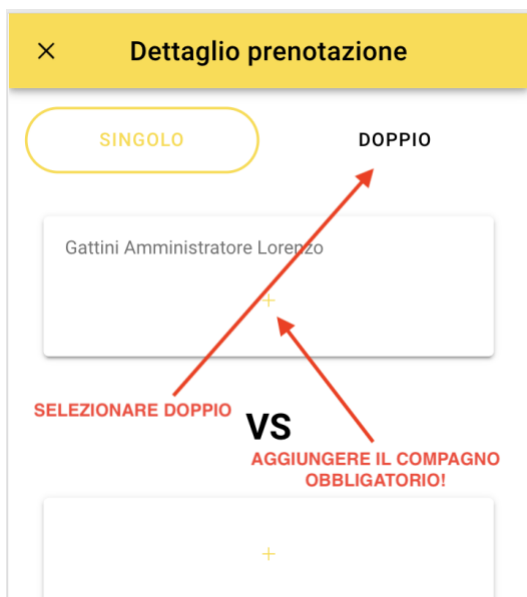 Dettaglio prenotazione
SINGOLO
DOPPIO
Gattini Amministratore Lorenzo
+
SELEZIONARE DOPPIO
VS
AGGIUNGERE IL COMPAGNO
OBBLIGATORIO!
+